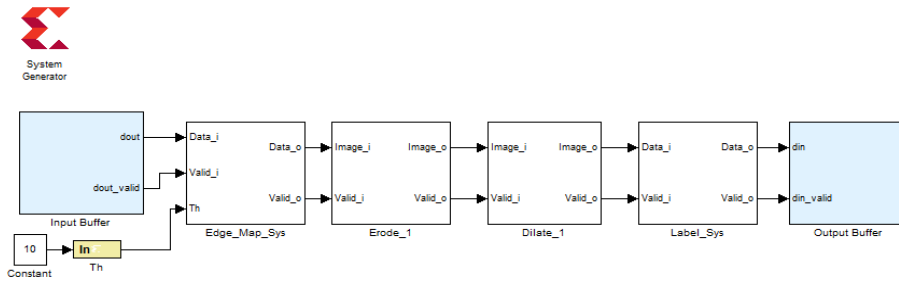 System
Generator
dout
dout_valid
Input Buffer
Data_i
Valid_i
Th
Data_o
Valid_o
Edge_Map_Sys
Image_i
Valid_i
Image_o
Valid_o
Erode_1
Image_i
Valid_i
Image_o
Valid_o
Dilate_1
Data_i
Valid_i
Data_o
Valid_o
Label_Sys
din
din_valid
Output Buffer
10
Constant
In
Th